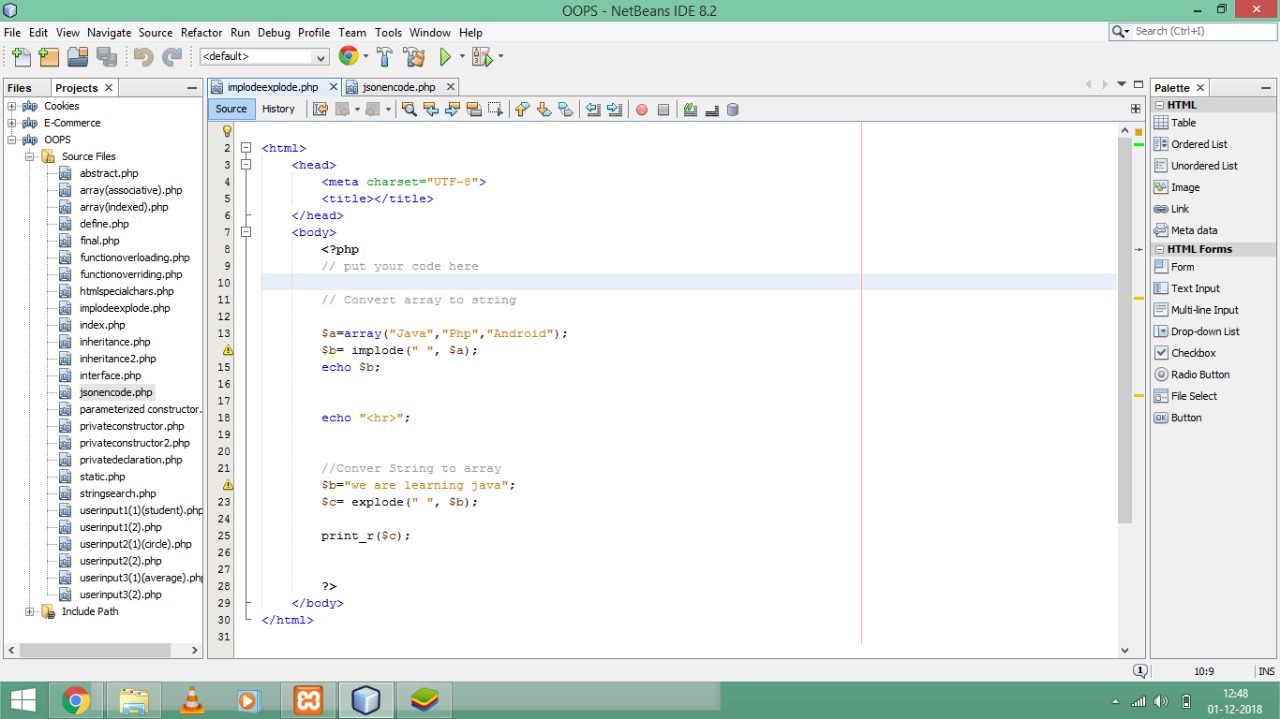 OOPS - NetBeans IDE 8.2
File Edit View Navigate Source Refactor Run Debug Profile Team Tools Window Help
Search (Ctrl+I)
<default>
Files Projects
implodeexplode.php jsonencode.php
Source History
Cookies
E-Commerce
OOPS
Source Files
abstract.php
array(associative).php
array(indexed).php
define.php
final.php
functionoverloading.php
functionoverriding.php
htmlspecialchars.php
implodeexplode.php
index.php
inheritance.php
inheritance2.php
interface.php
jsonencode.php
parameterized constructor.
privateconstructor.php
privateconstructor2.php
privatedeclaration.php
static.php
stringsearch.php
userinput1(1)(student).php
userinput1(2).php
userinput2(1)(circle).php
userinput2(2).php
userinput3(1)(average).php
userinput3(2).php
Include Path
2 <html>
3 <head>
4 <meta charset="UTF-8">
5 <title></title>
6 </head>
7 <body>
8 <?php
9 // put your code here
10
11 // Convert array to string
12
13 $a=array("Java","Php","Android");
$b= implode(" ", $a);
15 echo $b;
16
17
18 echo "<hr>";
19
20
21 //Conver String to array
$b="we are learning java";
23 $c= explode(" ", $b);
24
25 print_r($c);
26
27
28 ?>
29 </body>
30 </html>
31
Palette
HTML
Table
Ordered List
Unordered List
Image
Link
Meta data
HTML Forms
Form
Text Input
Multi-line Input
Drop-down List
Checkbox
Radio Button
File Select
Button
1
10:9 INS
12:48
01-12-2018